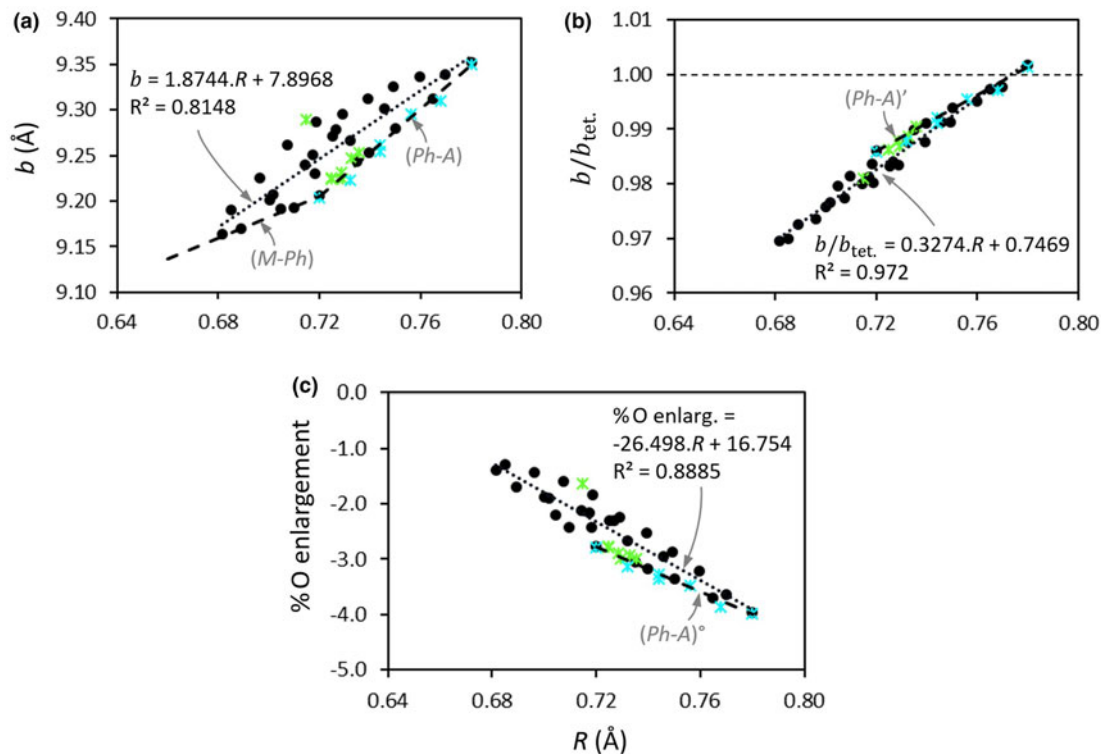 (a)
9.40
9.35
9.30
9.25
9.20
9.15
9.10
b (Å)
b = 1.8744.R + 7.8968
R² = 0.8148
(Ph-A)
(M-Ph)
0.64 0.68 0.72 0.76 0.80
(b)
1.00
0.99
0.98
0.97
0.96
b/b_tet.
(Ph-A)'
b/b_tet. = 0.3274.R + 0.7469
R² = 0.972
0.64 0.68 0.72 0.76 0.80
(c)
0.0
-1.0
-2.0
-3.0
-4.0
-5.0
%O enlargement
%O enlarg. =
-26.498.R + 16.754
R² = 0.8885
(Ph-A)°
0.64 0.68 0.72 0.76 0.80
R (Å)